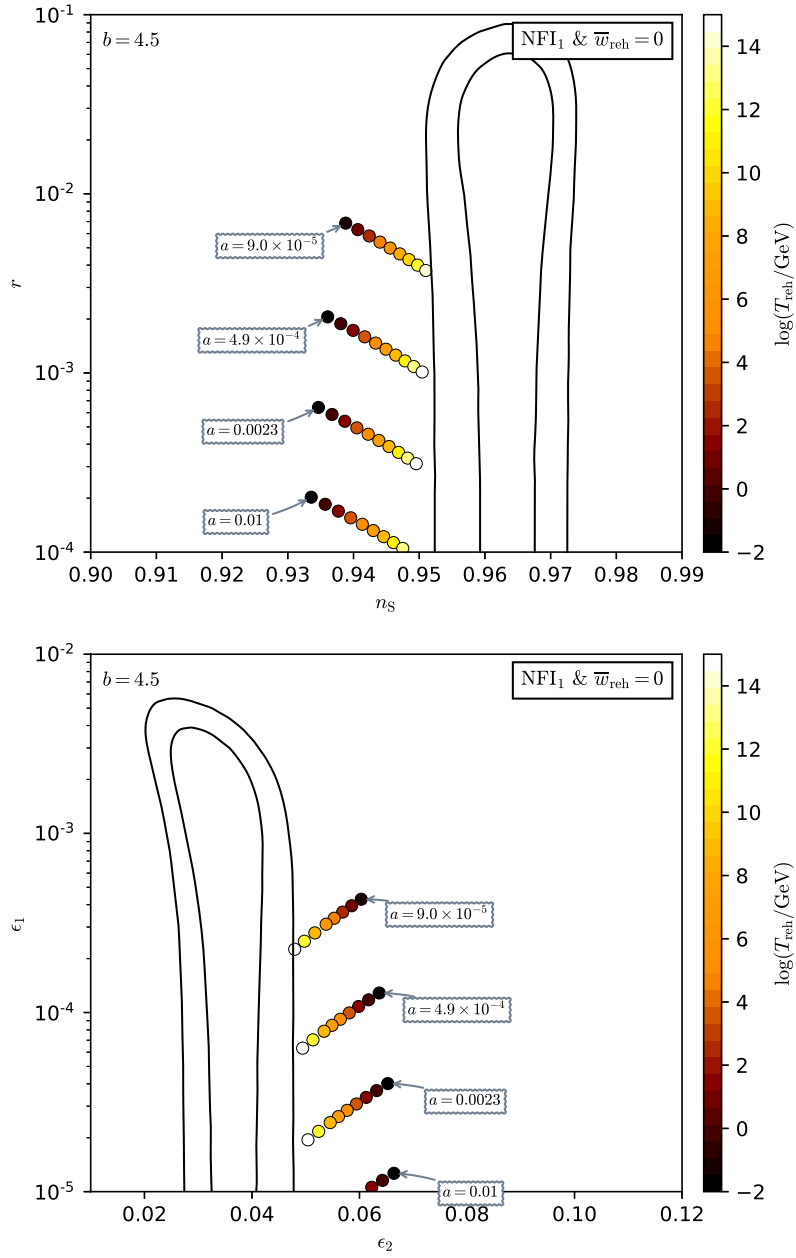 b = 4.5
NFI₁ & w̅ᵣₑₕ = 0
10⁻¹
10⁻²
10⁻³
10⁻⁴
r
a = 9.0 × 10⁻⁵
a = 4.9 × 10⁻⁴
a = 0.0023
a = 0.01
0.90 0.91 0.92 0.93 0.94 0.95 0.96 0.97 0.98 0.99
n_S
14
12
10
8
6
4
2
0
−2
log(T_reh/GeV)
b = 4.5
NFI₁ & w̅ᵣₑₕ = 0
10⁻²
10⁻³
10⁻⁴
10⁻⁵
ϵ₁
a = 9.0 × 10⁻⁵
a = 4.9 × 10⁻⁴
a = 0.0023
a = 0.01
0.02 0.04 0.06 0.08 0.10 0.12
ϵ₂
14
12
10
8
6
4
2
0
−2
log(T_reh/GeV)